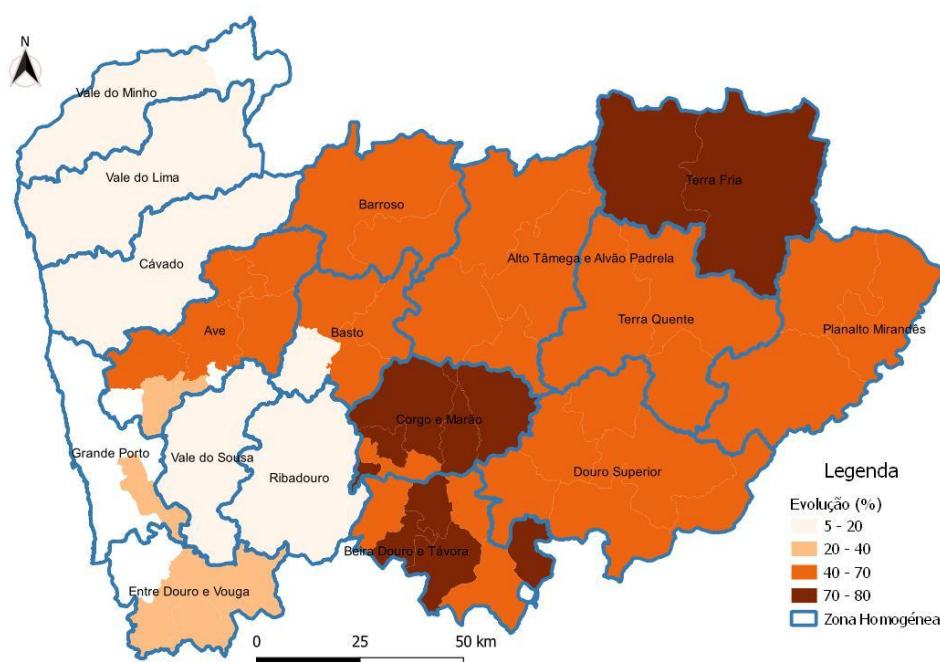 N
Vale do Minho
Vale do Lima
Cávado
Barroso
Terra Fria
Alto Tâmega e Alvão Padrela
Ave
Basto
Terra Quente
Planalto Mirandês
Corgo e Marão
Grande Porto
Vale do Sousa
Ribadouro
Douro Superior
Beira Douro e Távora
Entre Douro e Vouga
Legenda
Evolução (%)
5 - 20
20 - 40
40 - 70
70 - 80
Zona Homogénea
0 25 50 km